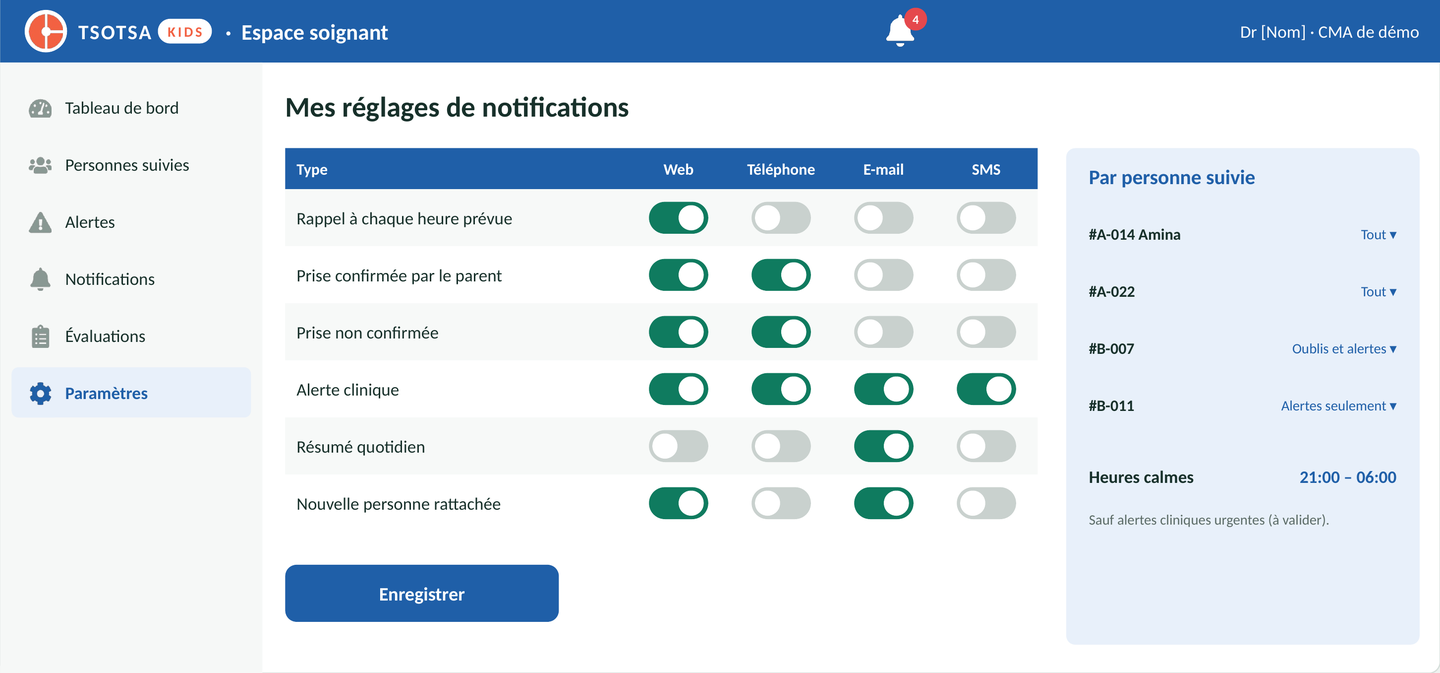 TSOTSA KIDS · Espace soignant
4
Dr [Nom] · CMA de démo
Tableau de bord
Personnes suivies
Alertes
Notifications
Évaluations
Paramètres
Mes réglages de notifications
Type Web Téléphone E-mail SMS
Rappel à chaque heure prévue
Prise confirmée par le parent
Prise non confirmée
Alerte clinique
Résumé quotidien
Nouvelle personne rattachée
Enregistrer
Par personne suivie
#A-014 Amina Tout ▾
#A-022 Tout ▾
#B-007 Oublis et alertes ▾
#B-011 Alertes seulement ▾
Heures calmes 21:00 – 06:00
Sauf alertes cliniques urgentes (à valider).